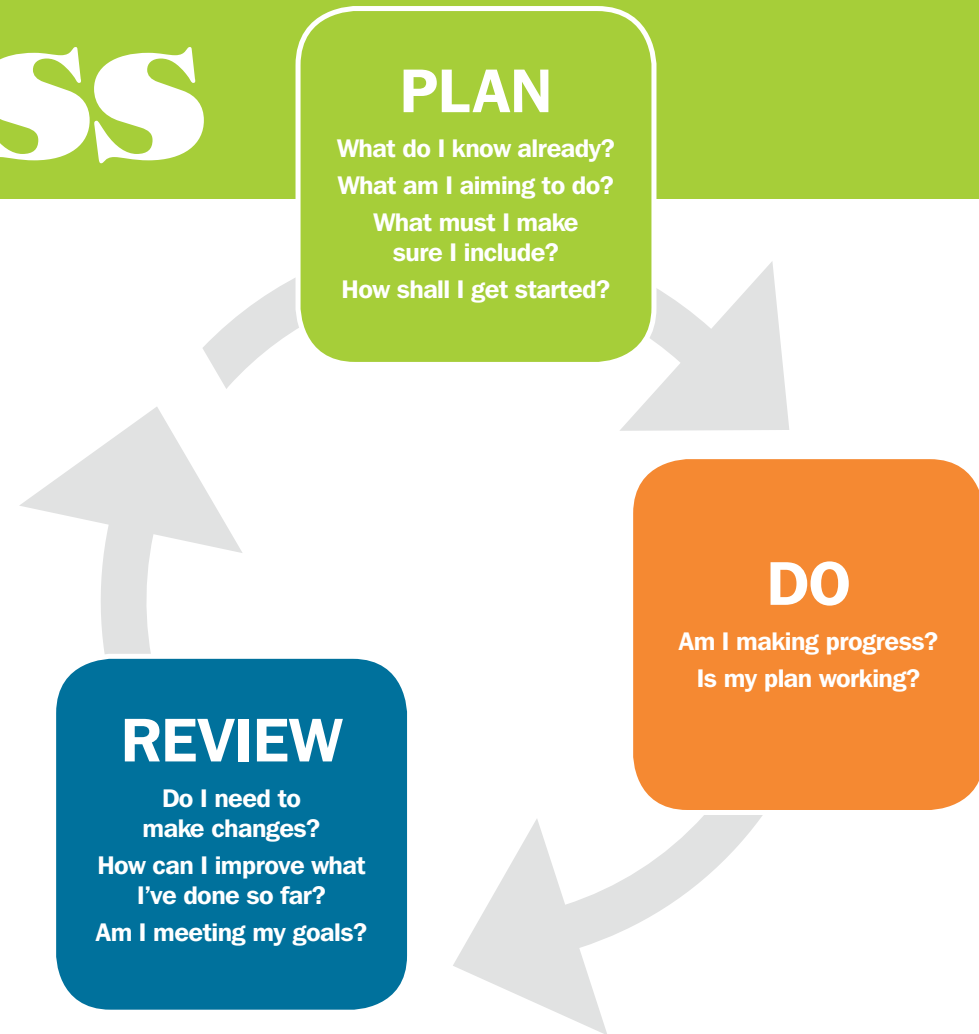 ss
PLAN
What do I know already?
What am I aiming to do?
What must I make
sure I include?
How shall I get started?
DO
Am I making progress?
Is my plan working?
REVIEW
Do I need to
make changes?
How can I improve what
I've done so far?
Am I meeting my goals?